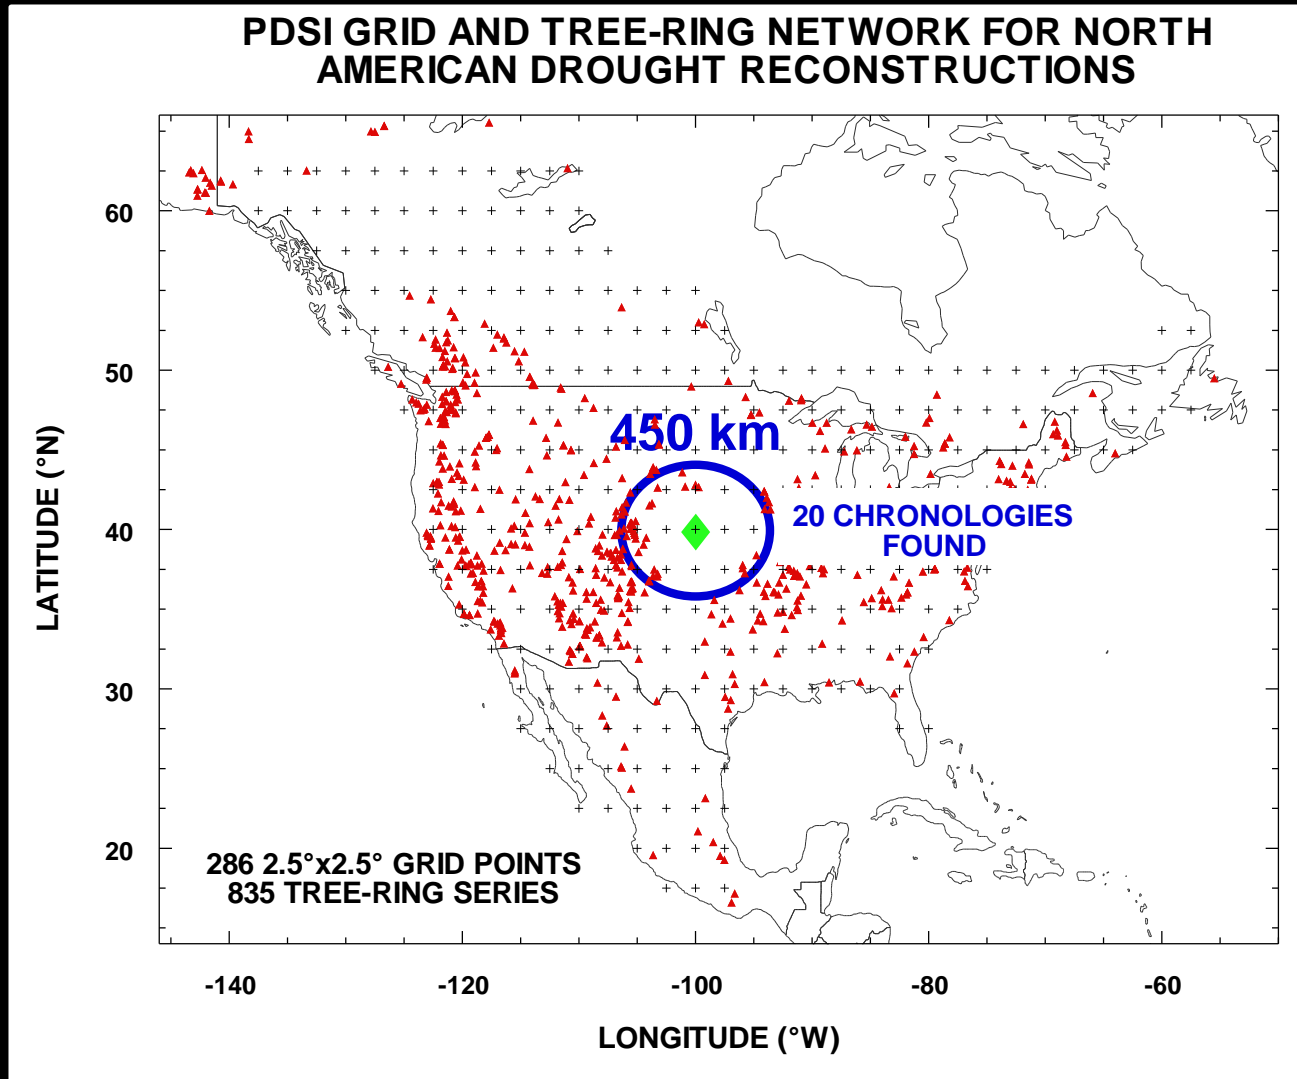 PDSI GRID AND TREE-RING NETWORK FOR NORTH
AMERICAN DROUGHT RECONSTRUCTIONS
60
50
40
30
20
LATITUDE (°N)
450 km
20 CHRONOLOGIES
FOUND
286 2.5°x2.5° GRID POINTS
835 TREE-RING SERIES
-140
-120
-100
-80
-60
LONGITUDE (°W)